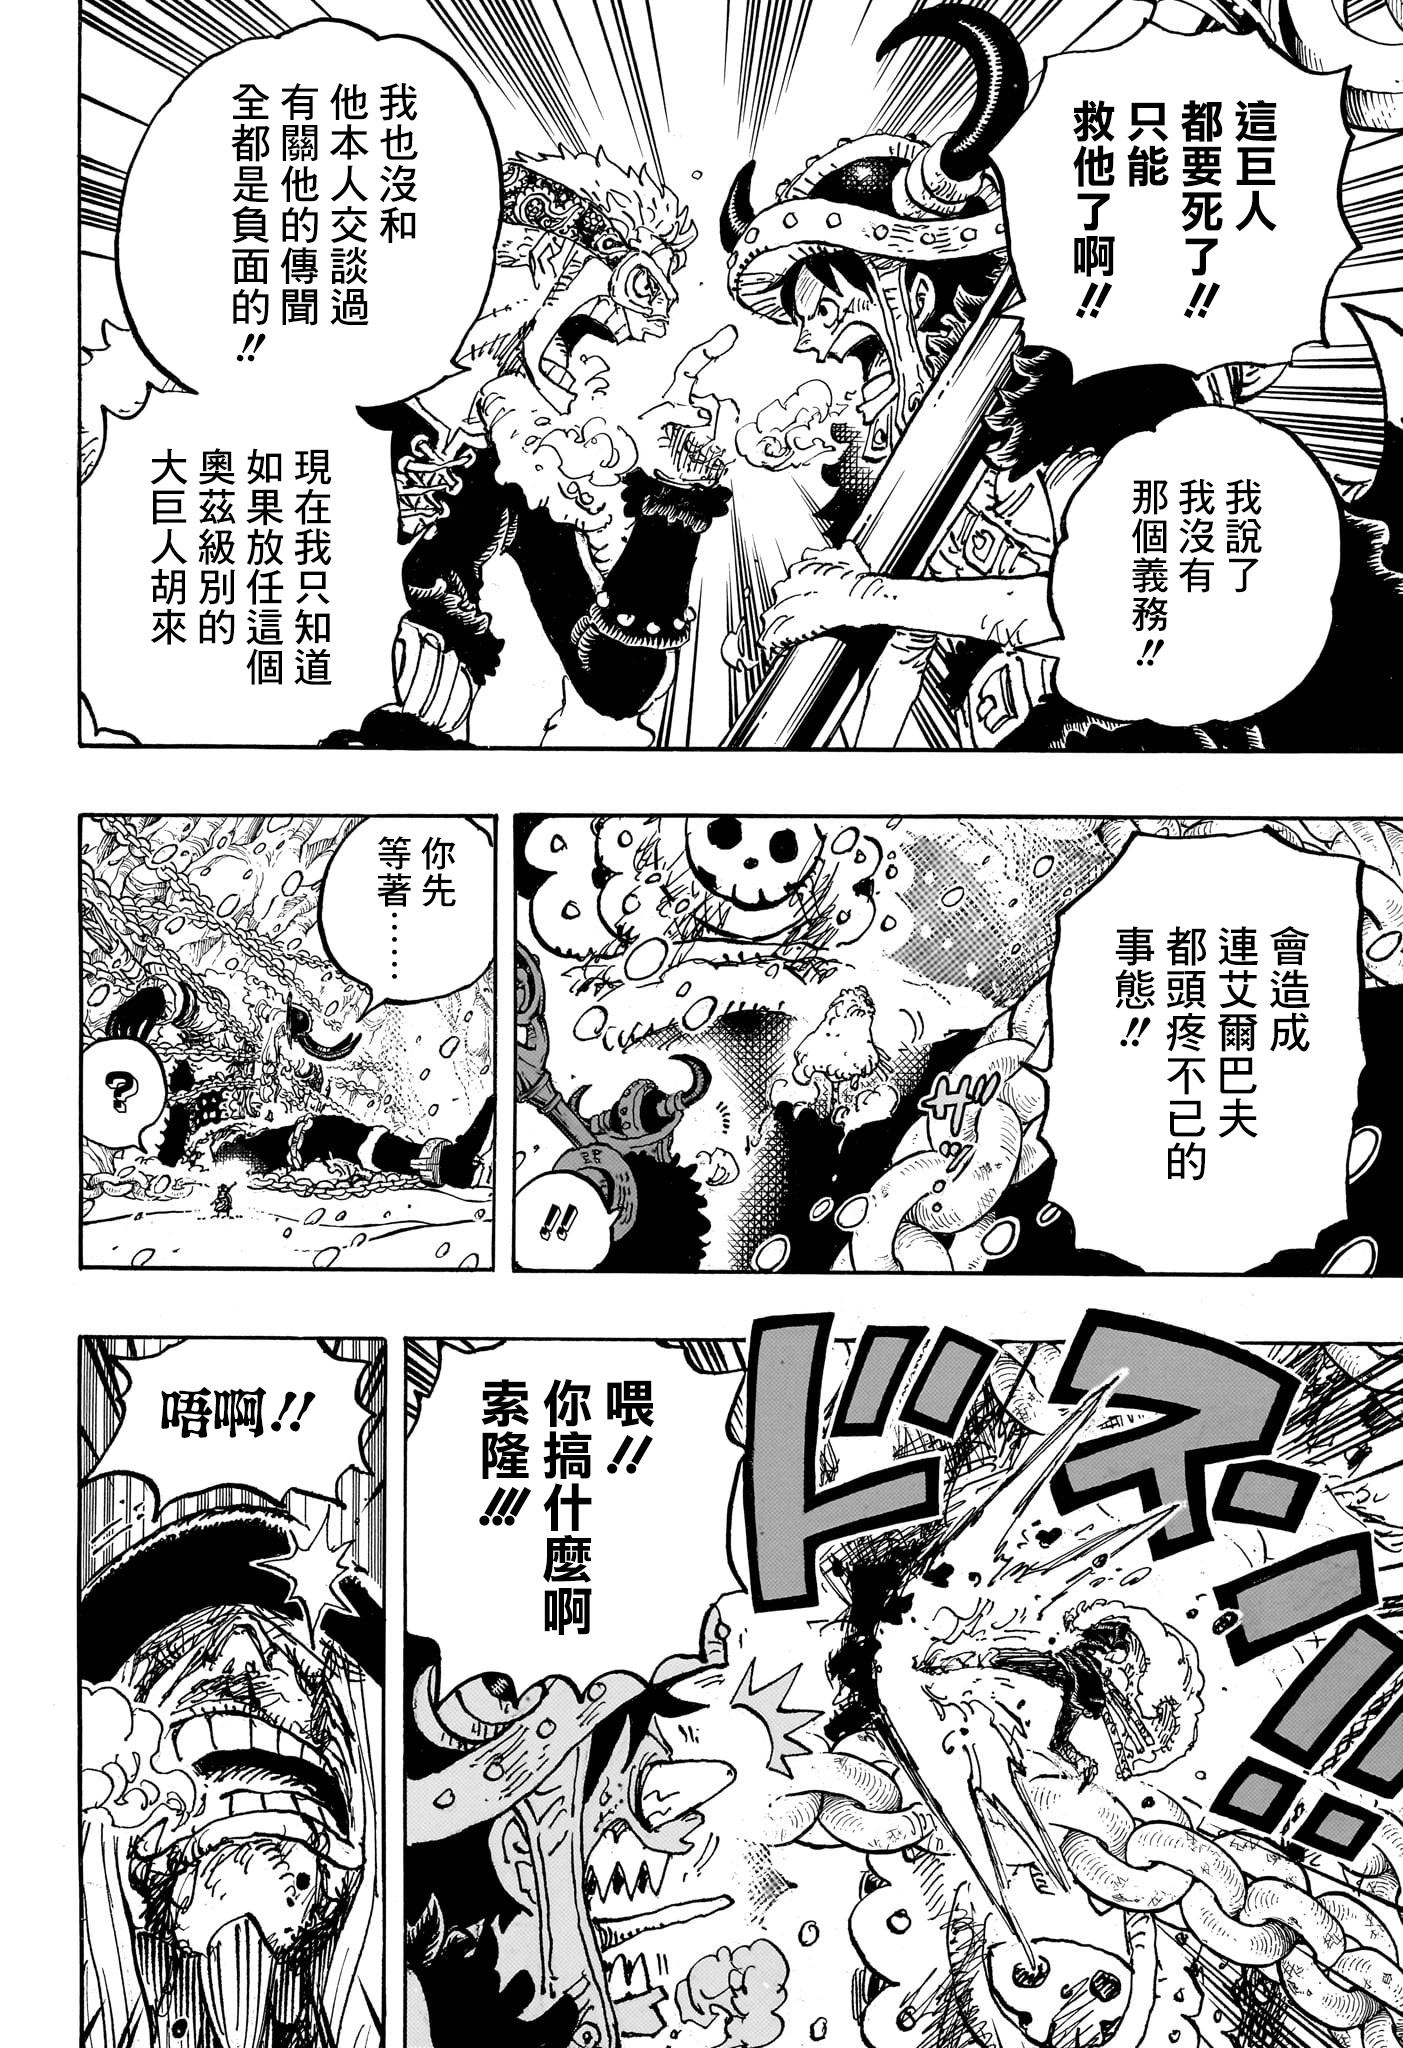 這巨人
都要死了!!
只能
救他了啊!!
我說了
我沒有
那個義務!!
我也沒和
他本人交談過
有關他的傳聞
全都是負面的!!
現在我只知道
如果放任這個
奧茲級別的
大巨人胡來
會造成
連艾爾巴夫
都頭疼不已的
事態!!
ザッ
!!
你先
等著……
?
ドスン!!!
喂!!
你搞什麼啊
索隆!!!
唔啊!!